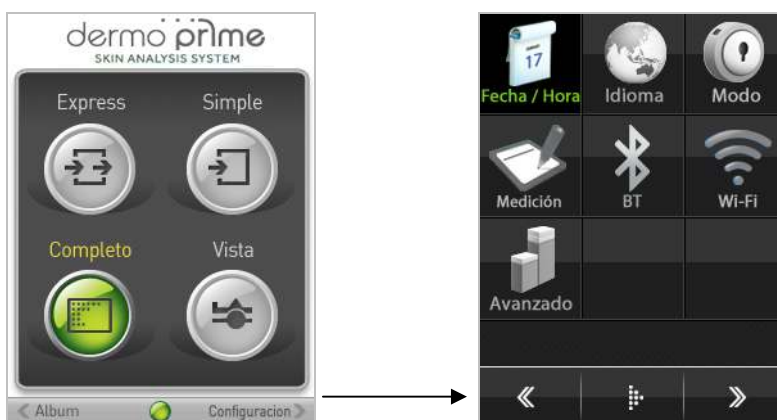 dermo prime
SKIN ANALYSIS SYSTEM
Express Simple
Completo Vista
Album Configuracion
17
Fecha / Hora Idioma Modo
Medición BT Wi-Fi
Avanzado